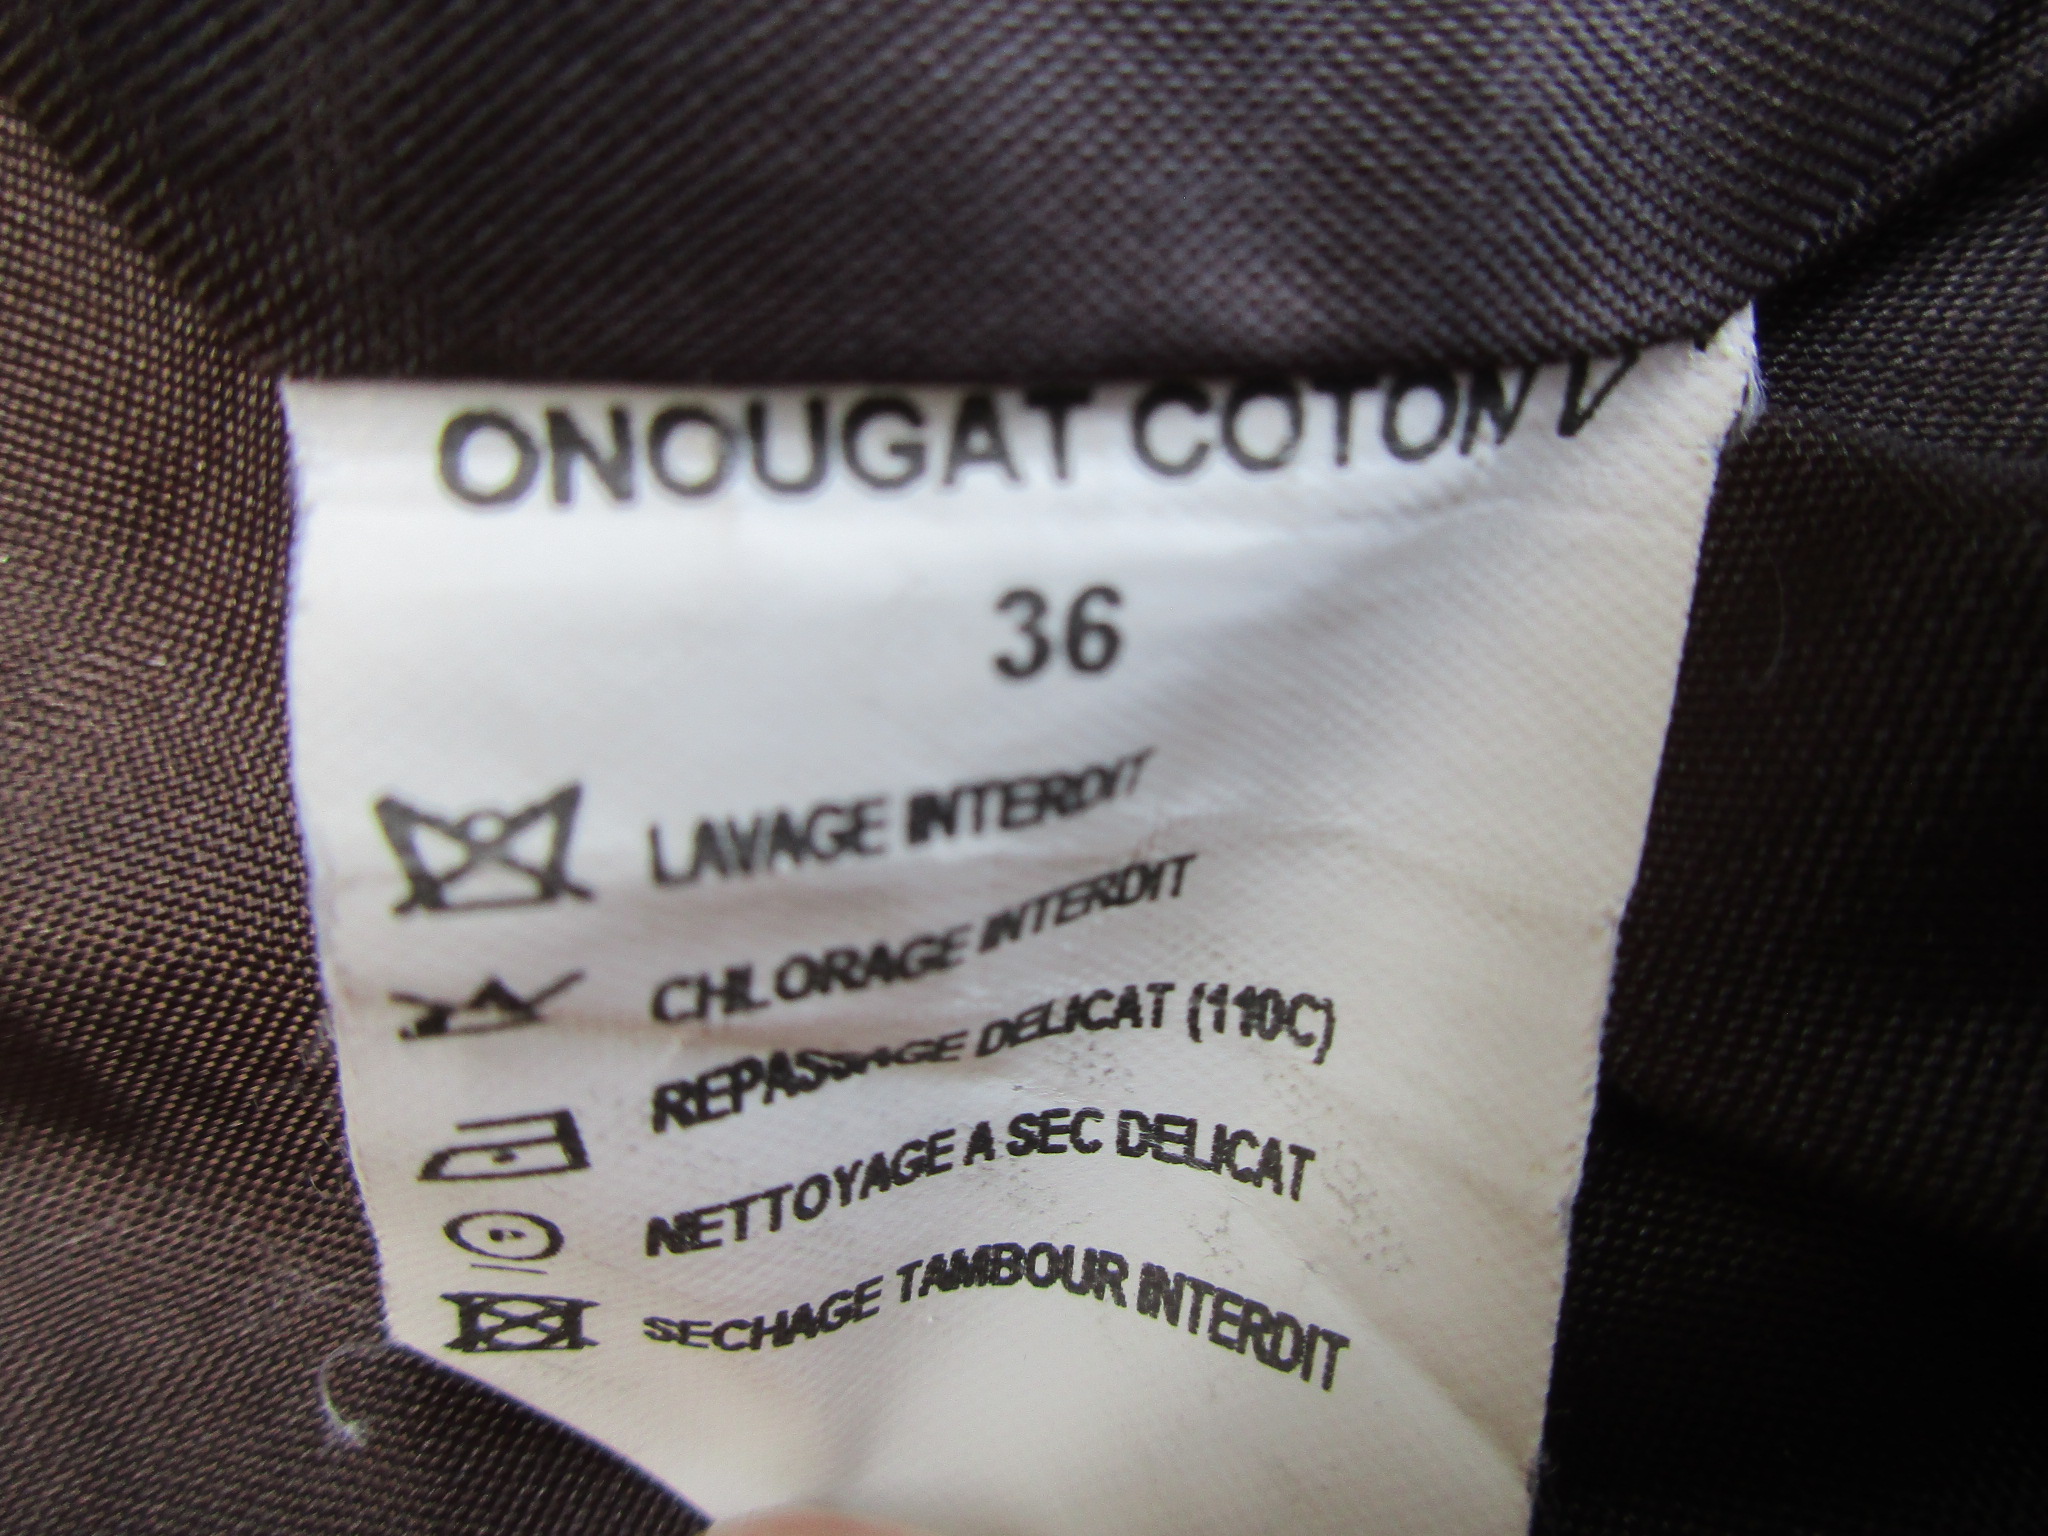 ONOUGAT COTON V
36
LAVAGE INTERDIT
CHLORAGE INTERDIT
REPASSAGE DELICAT (110C)
NETTOYAGE A SEC DELICAT
SECHAGE TAMBOUR INTERDIT